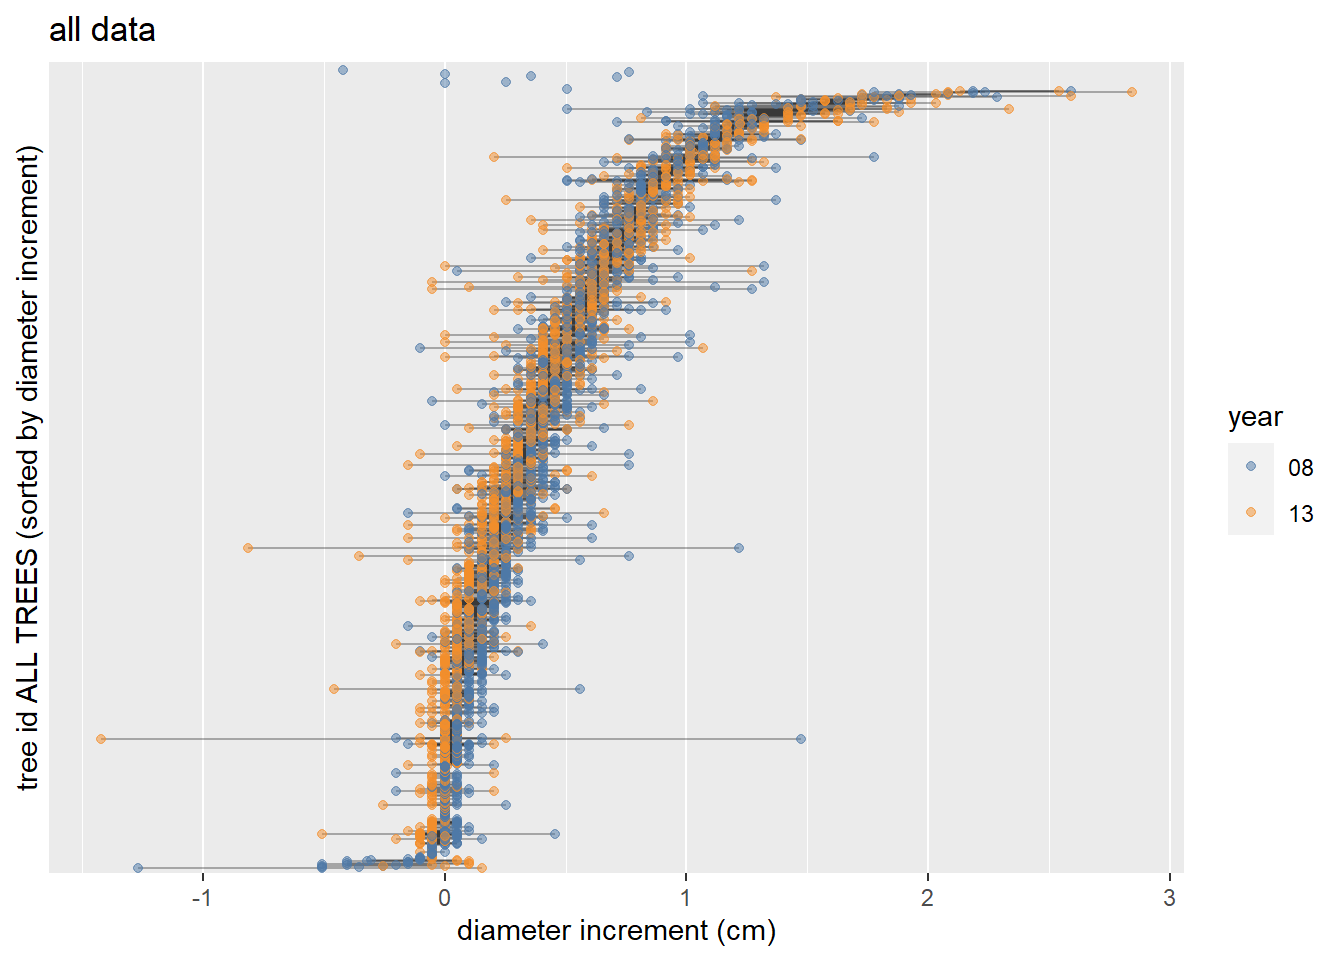 all data
tree id ALL TREES (sorted by diameter increment)
-1
0
1
2
3
diameter increment (cm)
year
08
13